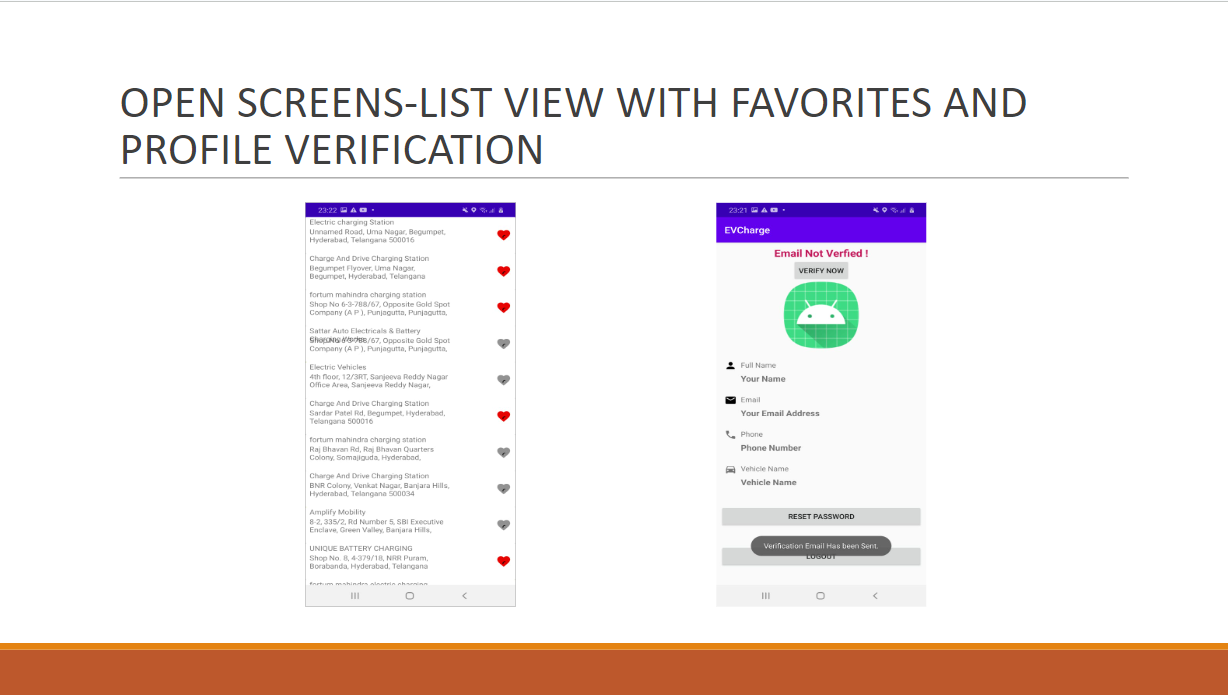 OPEN SCREENS-LIST VIEW WITH FAVORITES AND
PROFILE VERIFICATION
23:22
Electric charging Station
Unnamed Road, Uma Nagar, Begumpet,
Hyderabad, Telangana 500016
Charge And Drive Charging Station
Begumpet Flyover, Uma Nagar,
Begumpet, Hyderabad, Telangana
fortum mahindra charging station
Shop No 6-3-788/67, Opposite Gold Spot
Company (A P ), Punjagutta, Punjagutta,
Sattar Auto Electricals & Battery
Shop No 6-3-788/67, Opposite Gold Spot
Company (A P ), Punjagutta, Punjagutta,
Electric Vehicles
4th floor, 12/3RT, Sanjeeva Reddy Nagar
Office Area, Sanjeeva Reddy Nagar,
Charge And Drive Charging Station
Sardar Patel Rd, Begumpet, Hyderabad,
Telangana 500016
fortum mahindra charging station
Raj Bhavan Rd, Raj Bhavan Quarters
Colony, Somajiguda, Hyderabad,
Charge And Drive Charging Station
BNR Colony, Venkat Nagar, Banjara Hills,
Hyderabad, Telangana 500034
Amplify Mobility
8-2, 335/2, Rd Number 5, SBI Executive
Enclave, Green Valley, Banjara Hills,
UNIQUE BATTERY CHARGING
Shop No. 8, 4-379/18, NRR Puram,
Borabanda, Hyderabad, Telangana
fortum mahindra electric charging
23:21
EVCharge
Email Not Verfied !
VERIFY NOW
Full Name
Your Name
Email
Your Email Address
Phone
Phone Number
Vehicle Name
Vehicle Name
RESET PASSWORD
Verification Email Has been Sent.
LOGOUT